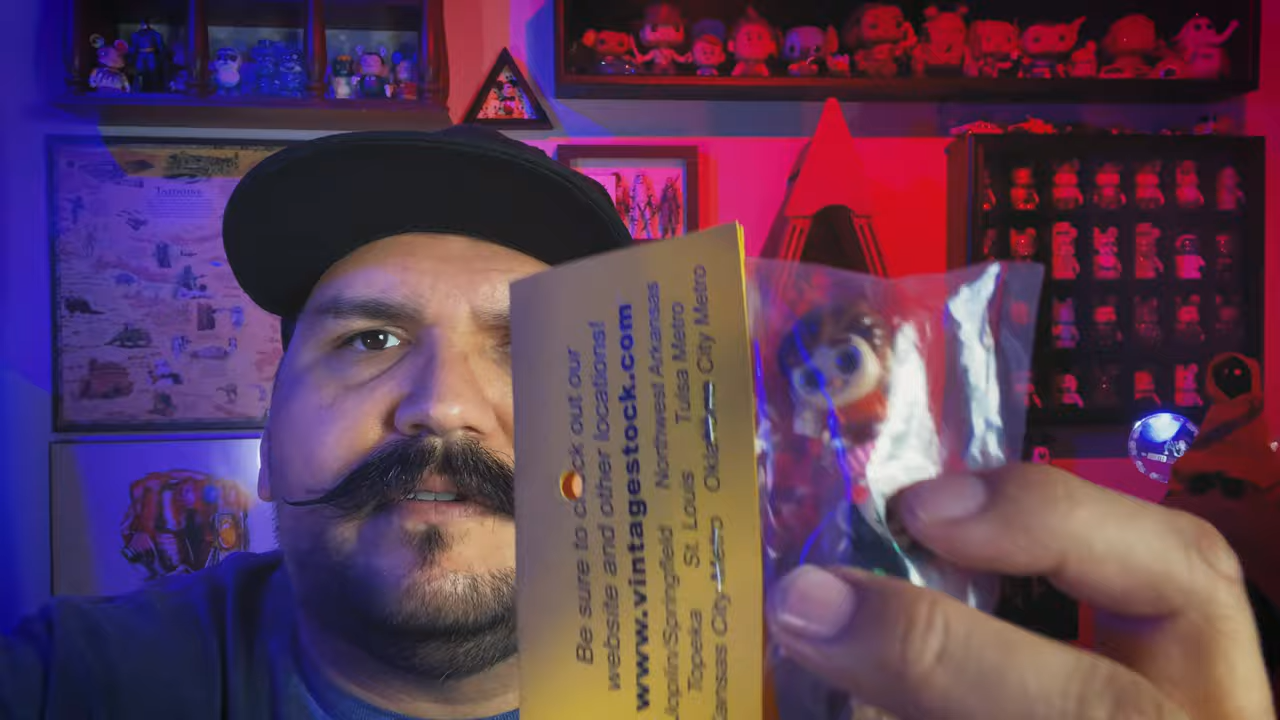 Be sure to check out our
website and other locations!
www.vintagestock.com
Joplin Springfield Northwest Arkansas
Topeka St. Louis Tulsa Metro
Kansas City Metro Oklahoma City Metro
TATOOINE